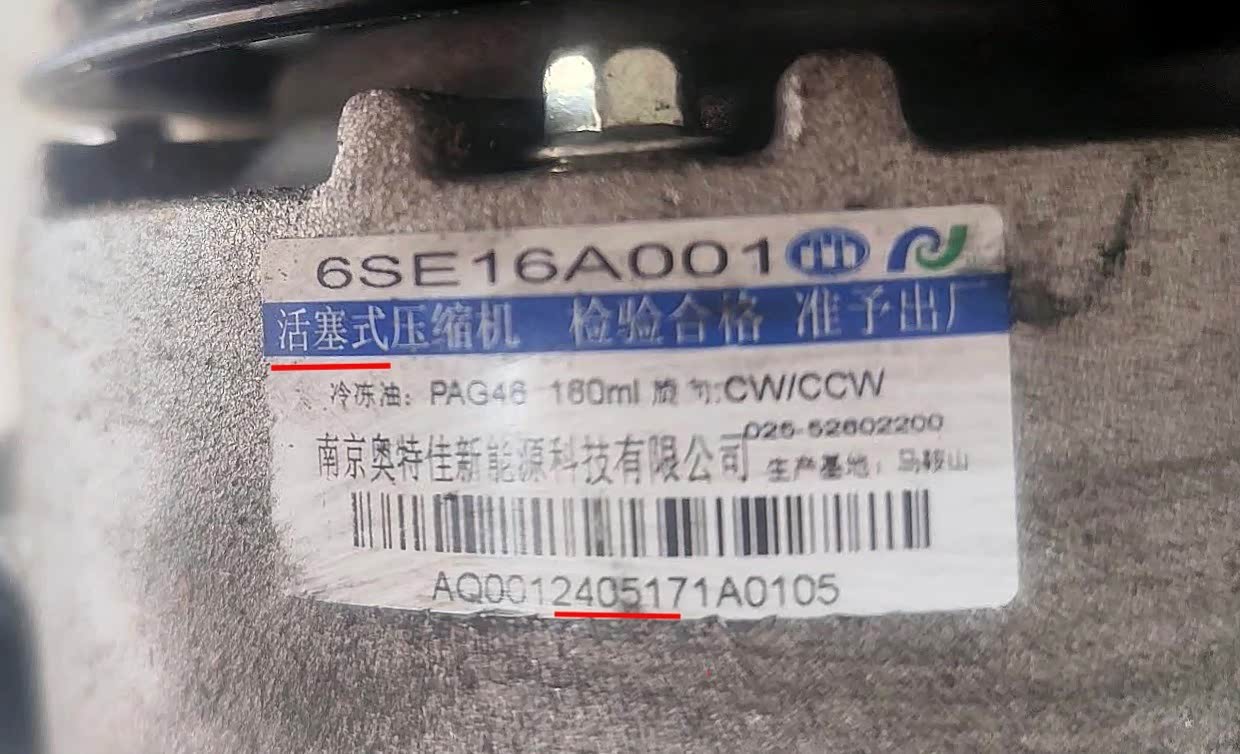 6SE16A001
活塞式压缩机 检验合格 准予出厂
冷冻油：PAG46 160ml 旋向:CW/CCW
025-52602200
南京奥特佳新能源科技有限公司 生产基地：马鞍山
AQ0012405171A0105